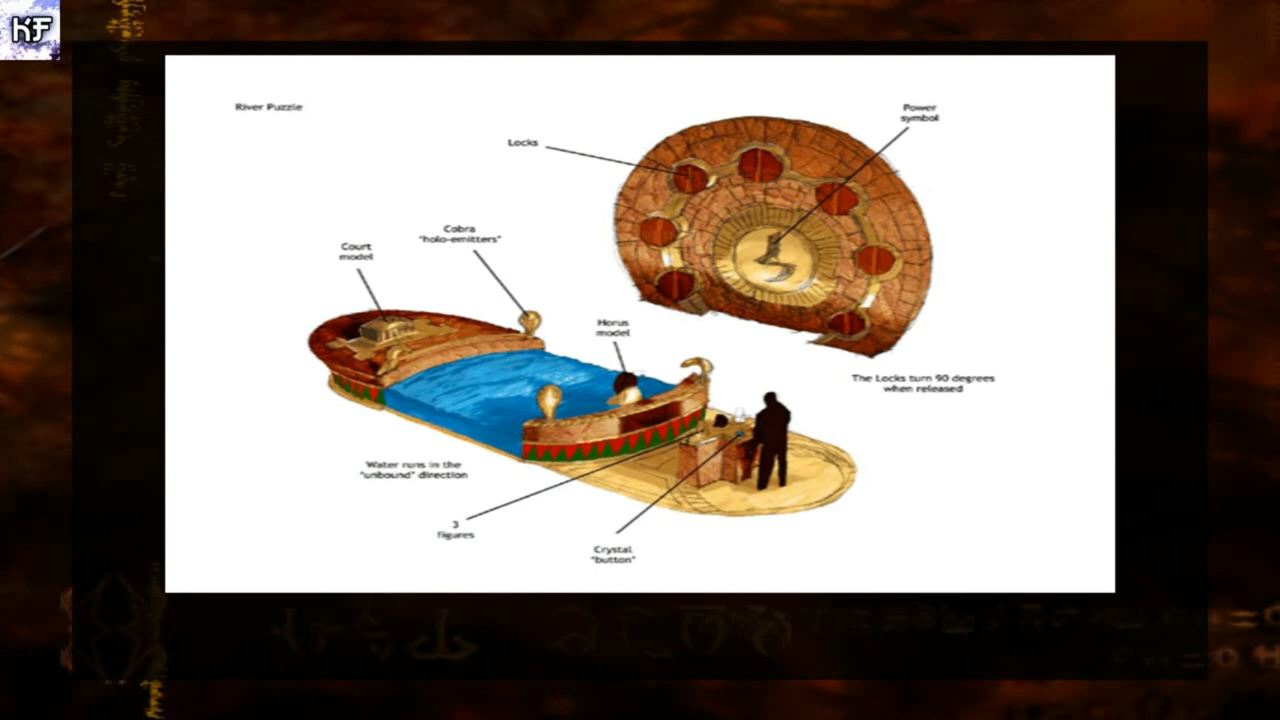 KF
River Puzzle
Power
symbol
Locks
Cobra
"holo-emitters"
Court
model
Horus
model
The Locks turn 90 degrees
when released
Water runs in the
"unbound" direction
3
figures
Crystal
"button"